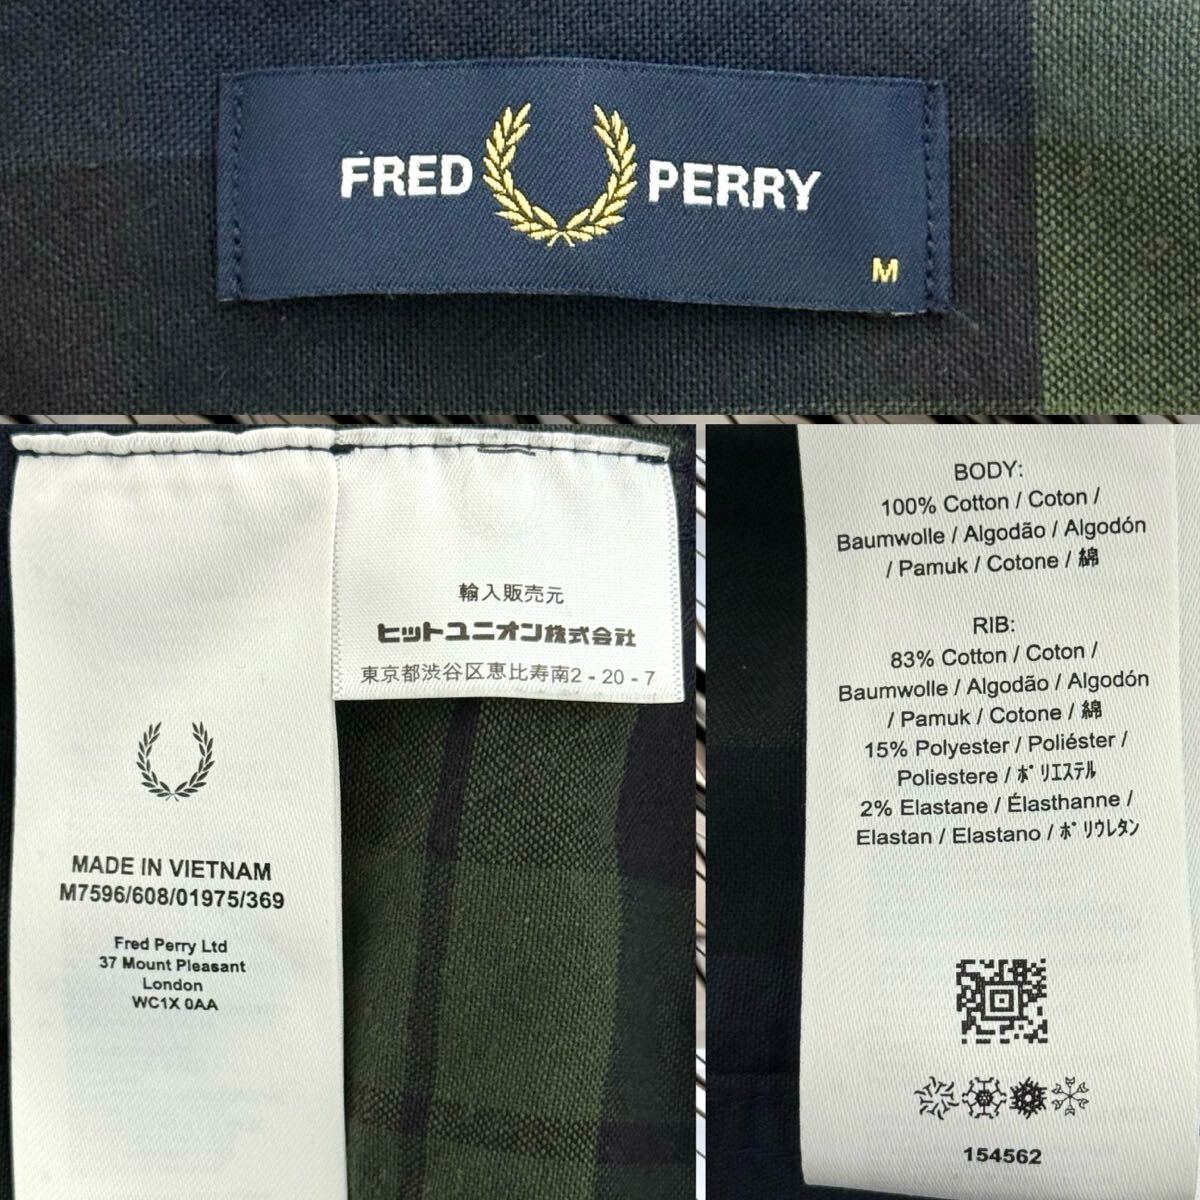 FRED PERRY
M
MADE IN VIETNAM
M7596/608/01975/369
Fred Perry Ltd
37 Mount Pleasant
London
WC1X 0AA
輸入販売元
ヒットユニオン株式会社
東京都渋谷区恵比寿南2-20-7
BODY:
100% Cotton / Coton /
Baumwolle / Algodão / Algodón
/ Pamuk / Cotone / 綿
RIB:
83% Cotton / Coton /
Baumwolle / Algodão / Algodón
/ Pamuk / Cotone / 綿
15% Polyester / Poliéster /
Poliestere / ﾎﾟﾘｴｽﾃﾙ
2% Elastane / Élasthanne /
Elastan / Elastano / ﾎﾟﾘｳﾚﾀﾝ
154562